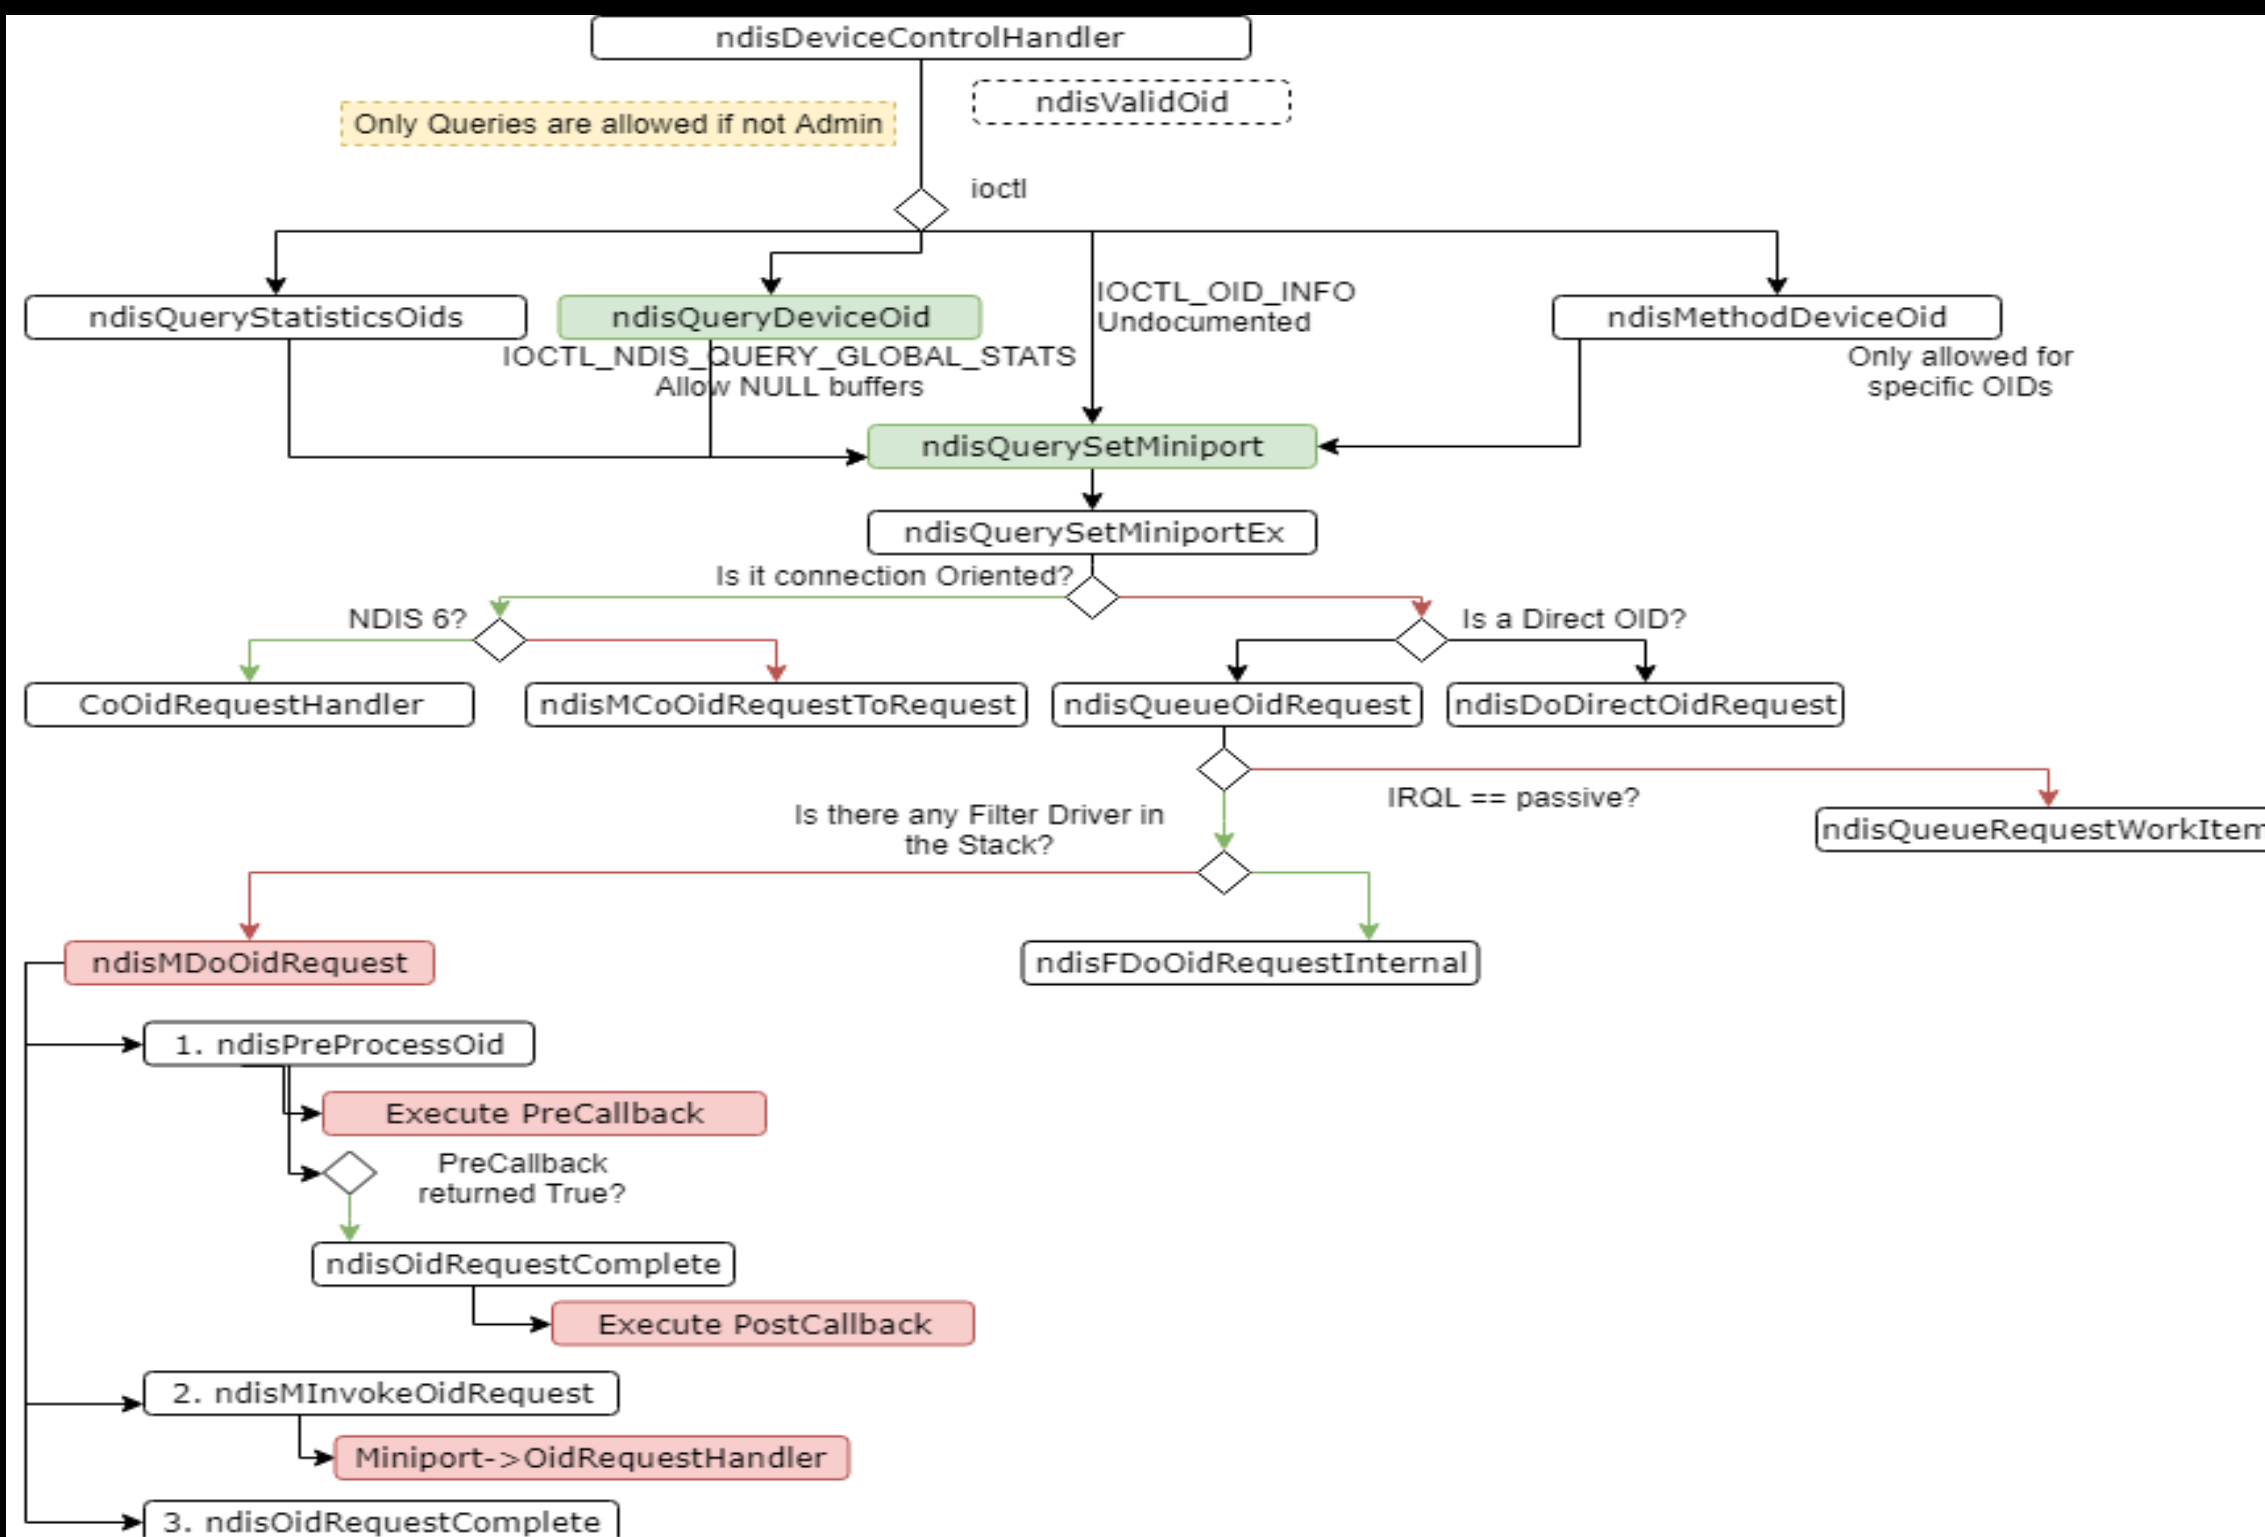 ndisDeviceControlHandler
ndisValidOid
Only Queries are allowed if not Admin
ioctl
IOCTL_OID_INFO
Undocumented
ndisQueryStatisticsOids
ndisQueryDeviceOid
ndisMethodDeviceOid
IOCTL_NDIS_QUERY_GLOBAL_STATS
Allow NULL buffers
Only allowed for
specific OIDs
ndisQuerySetMiniport
ndisQuerySetMiniportEx
Is it connection Oriented?
NDIS 6?
Is a Direct OID?
CoOidRequestHandler
ndisMCoOidRequestToRequest
ndisQueueOidRequest
ndisDoDirectOidRequest
IRQL == passive?
Is there any Filter Driver in
the Stack?
ndisQueueRequestWorkItem
ndisMDoOidRequest
ndisFDoOidRequestInternal
1. ndisPreProcessOid
Execute PreCallback
PreCallback
returned True?
ndisOidRequestComplete
Execute PostCallback
2. ndisMInvokeOidRequest
Miniport->OidRequestHandler
3. ndisOidRequestComplete